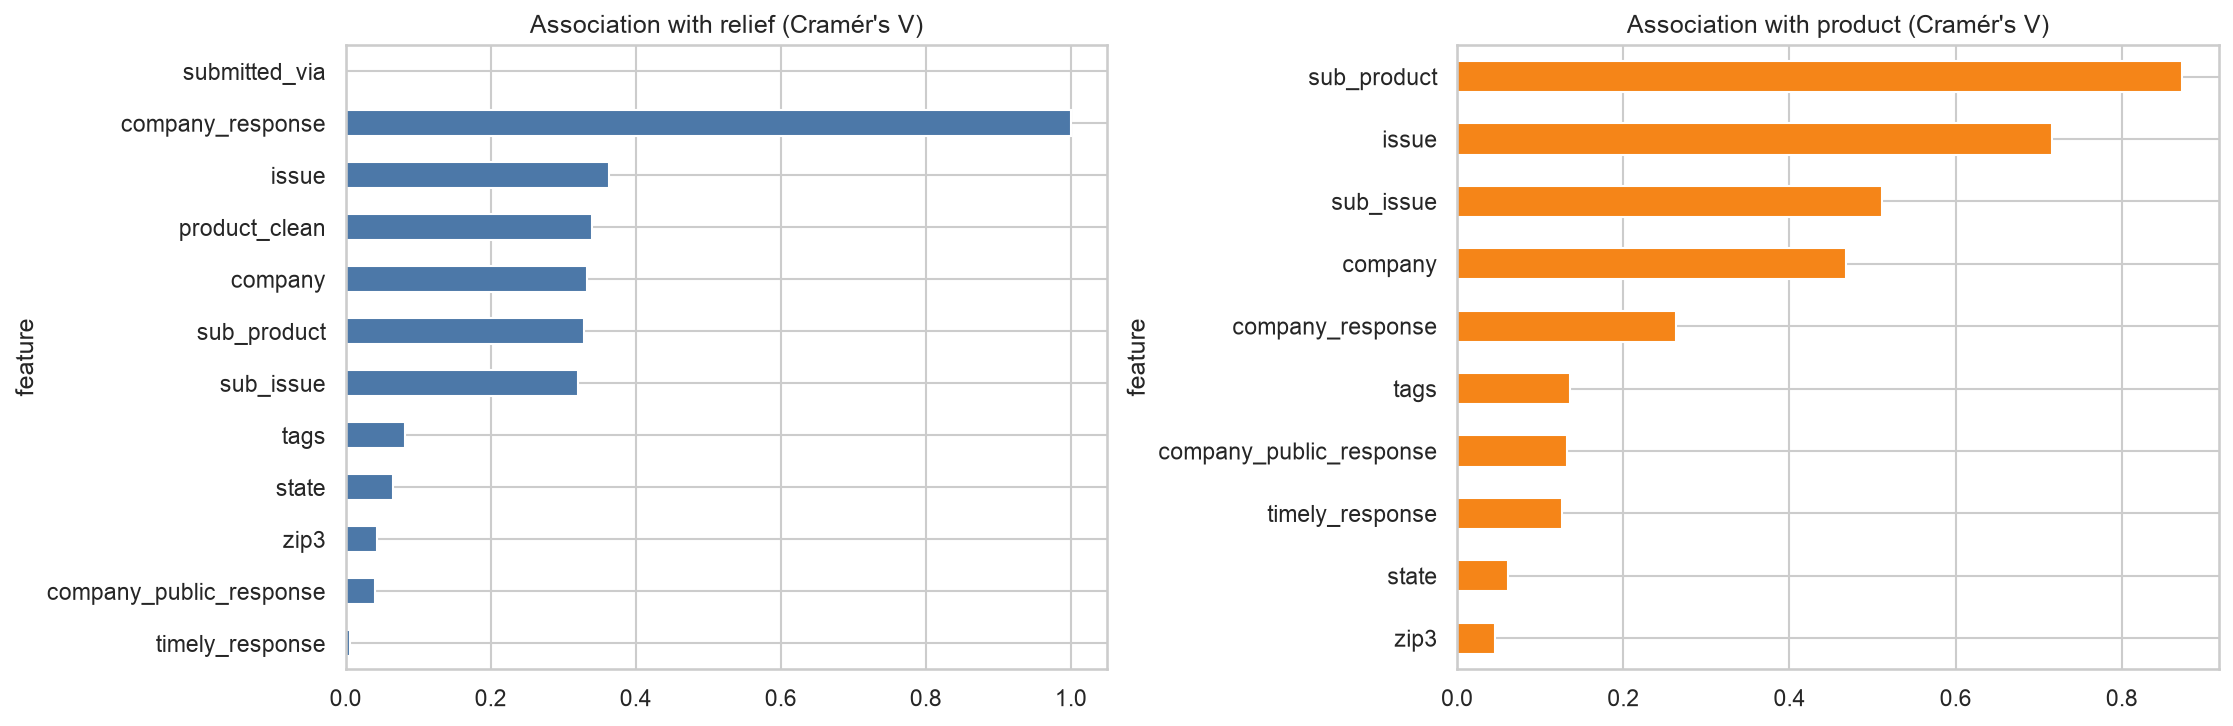 Association with relief (Cramér's V)
feature
submitted_via
company_response
issue
product_clean
company
sub_product
sub_issue
tags
state
zip3
company_public_response
timely_response
0.0 0.2 0.4 0.6 0.8 1.0
Association with product (Cramér's V)
feature
sub_product
issue
sub_issue
company
company_response
tags
company_public_response
timely_response
state
zip3
0.0 0.2 0.4 0.6 0.8